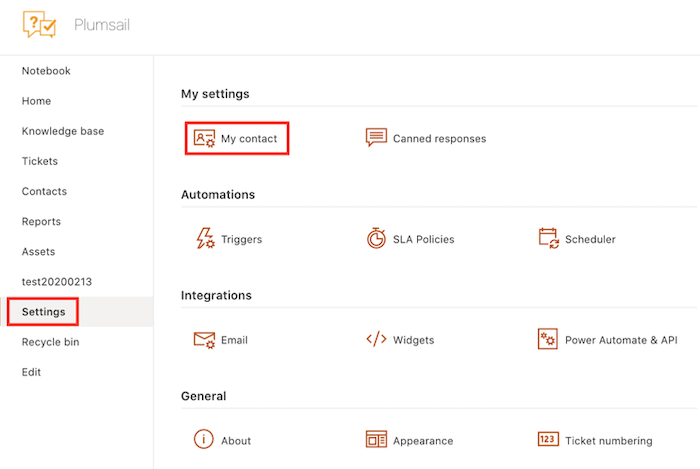 Plumsail
Notebook
Home
Knowledge base
Tickets
Contacts
Reports
Assets
test20200213
Settings
Recycle bin
Edit
My settings
My contact
Canned responses
Automations
Triggers
SLA Policies
Scheduler
Integrations
Email
Widgets
Power Automate & API
General
About
Appearance
123
Ticket numbering